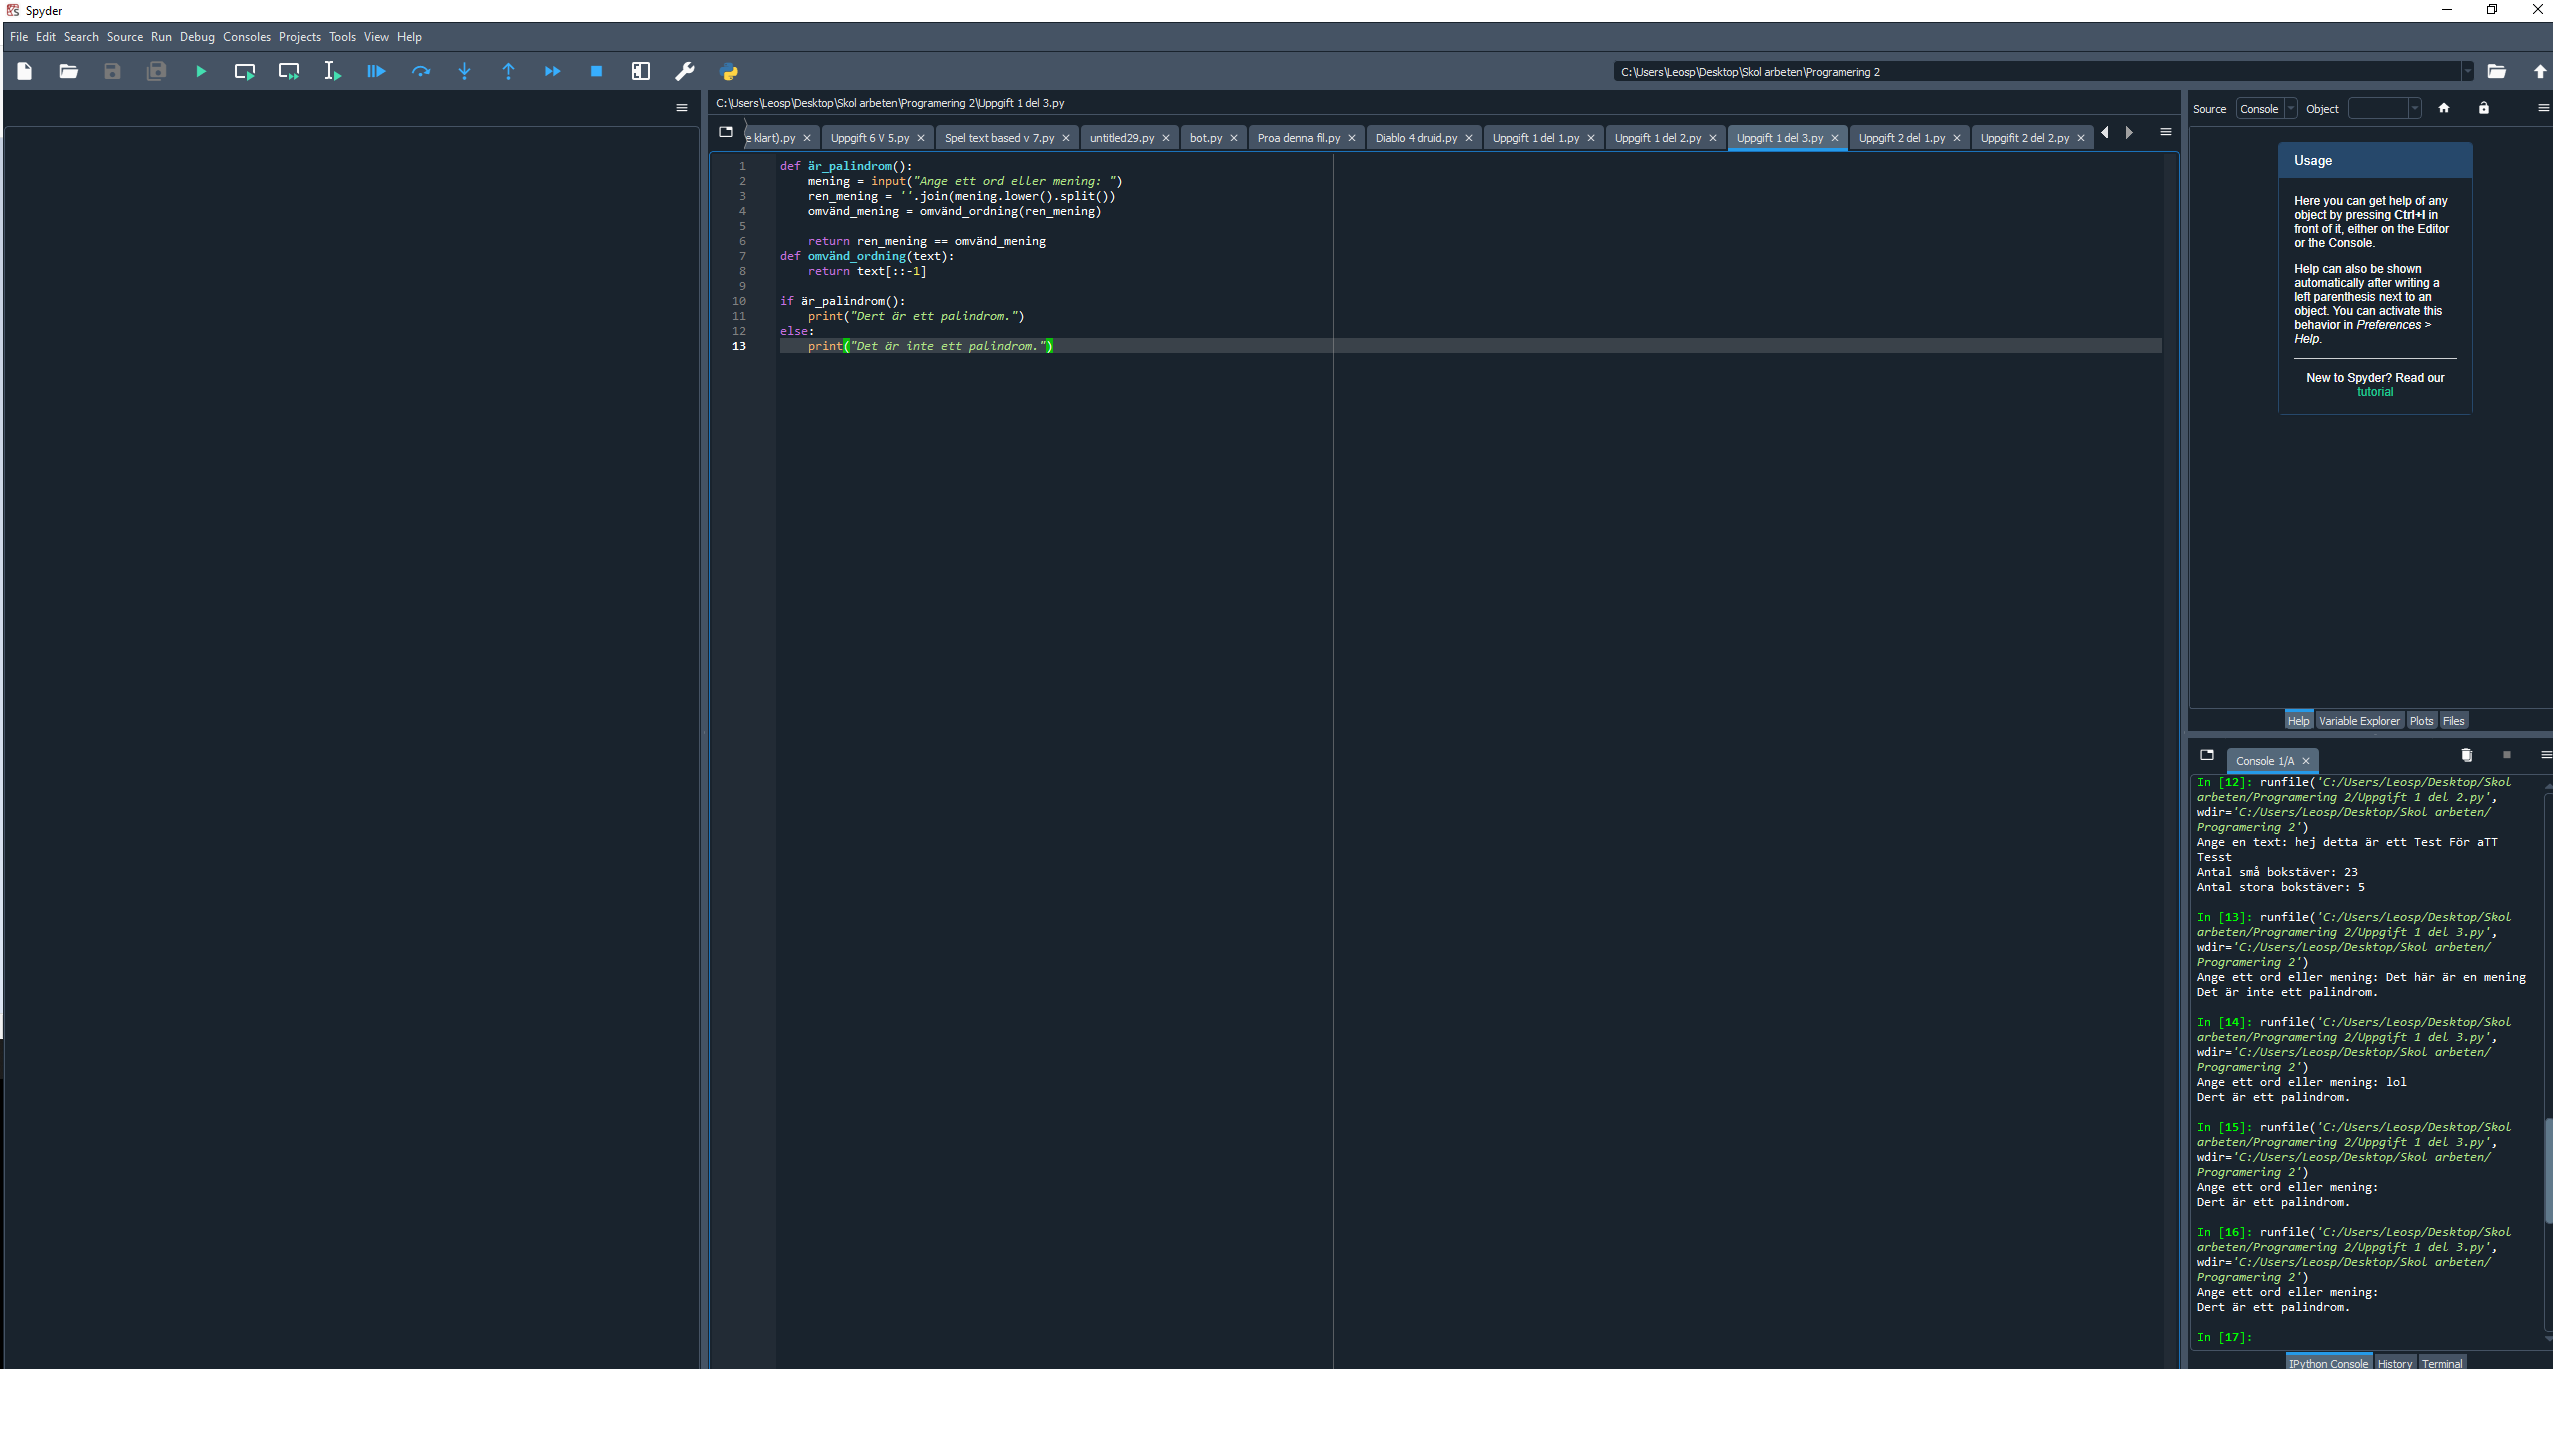 Spyder
File Edit Search Source Run Debug Consoles Projects Tools View Help
C:\Users\Leosp\Desktop\Skol arbeten\Programering 2
C:\Users\Leosp\Desktop\Skol arbeten\Programering 2\Uppgift 1 del 3.py
e klart).py Uppgift 6 V 5.py Spel text based v 7.py untitled29.py bot.py Proa denna fil.py Diablo 4 druid.py Uppgift 1 del 1.py Uppgift 1 del 2.py Uppgift 1 del 3.py Uppgift 2 del 1.py Uppgifit 2 del 2.py
1 def är_palindrom():
2 mening = input("Ange ett ord eller mening: ")
3 ren_mening = ''.join(mening.lower().split())
4 omvänd_mening = omvänd_ordning(ren_mening)
5
6 return ren_mening == omvänd_mening
7 def omvänd_ordning(text):
8 return text[::-1]
9
10 if är_palindrom():
11 print("Dert är ett palindrom.")
12 else:
13 print("Det är inte ett palindrom.")
Source Console Object
Usage
Here you can get help of any
object by pressing Ctrl+I in
front of it, either on the Editor
or the Console.
Help can also be shown
automatically after writing a
left parenthesis next to an
object. You can activate this
behavior in Preferences >
Help.
New to Spyder? Read our
tutorial
Help Variable Explorer Plots Files
Console 1/A
In [12]: runfile('C:/Users/Leosp/Desktop/Skol
arbeten/Programering 2/Uppgift 1 del 2.py',
wdir='C:/Users/Leosp/Desktop/Skol arbeten/
Programering 2')
Ange en text: hej detta är ett Test För aTT
Tesst
Antal små bokstäver: 23
Antal stora bokstäver: 5
In [13]: runfile('C:/Users/Leosp/Desktop/Skol
arbeten/Programering 2/Uppgift 1 del 3.py',
wdir='C:/Users/Leosp/Desktop/Skol arbeten/
Programering 2')
Ange ett ord eller mening: Det här är en mening
Det är inte ett palindrom.
In [14]: runfile('C:/Users/Leosp/Desktop/Skol
arbeten/Programering 2/Uppgift 1 del 3.py',
wdir='C:/Users/Leosp/Desktop/Skol arbeten/
Programering 2')
Ange ett ord eller mening: lol
Dert är ett palindrom.
In [15]: runfile('C:/Users/Leosp/Desktop/Skol
arbeten/Programering 2/Uppgift 1 del 3.py',
wdir='C:/Users/Leosp/Desktop/Skol arbeten/
Programering 2')
Ange ett ord eller mening:
Dert är ett palindrom.
In [16]: runfile('C:/Users/Leosp/Desktop/Skol
arbeten/Programering 2/Uppgift 1 del 3.py',
wdir='C:/Users/Leosp/Desktop/Skol arbeten/
Programering 2')
Ange ett ord eller mening:
Dert är ett palindrom.
In [17]:
IPython Console History Terminal